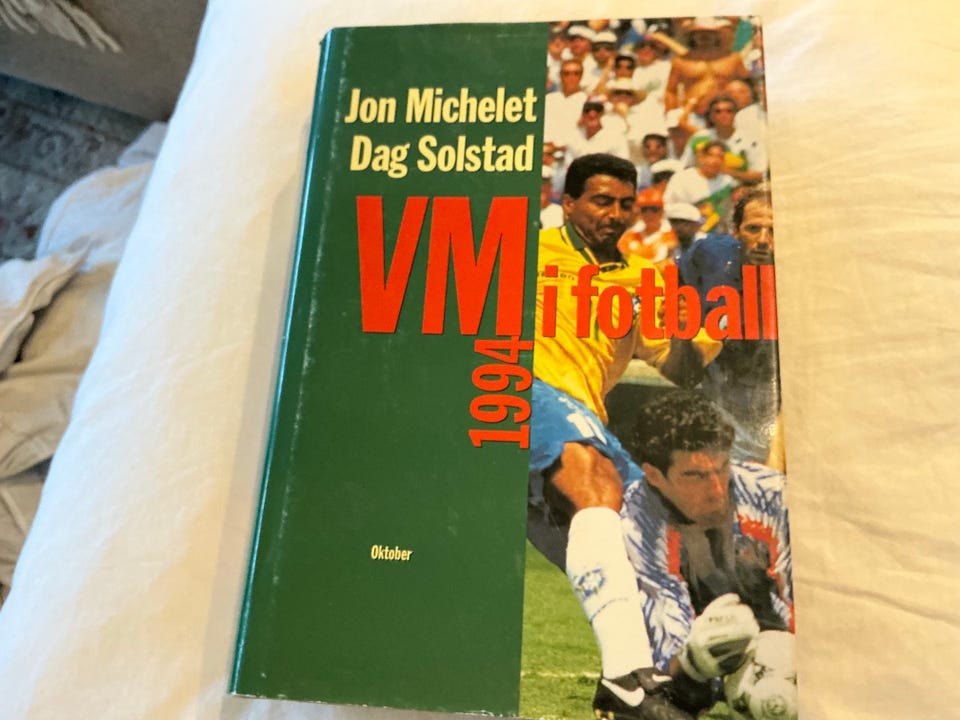 Jon Michelet
Dag Solstad
VM i fotball
1994
Oktober